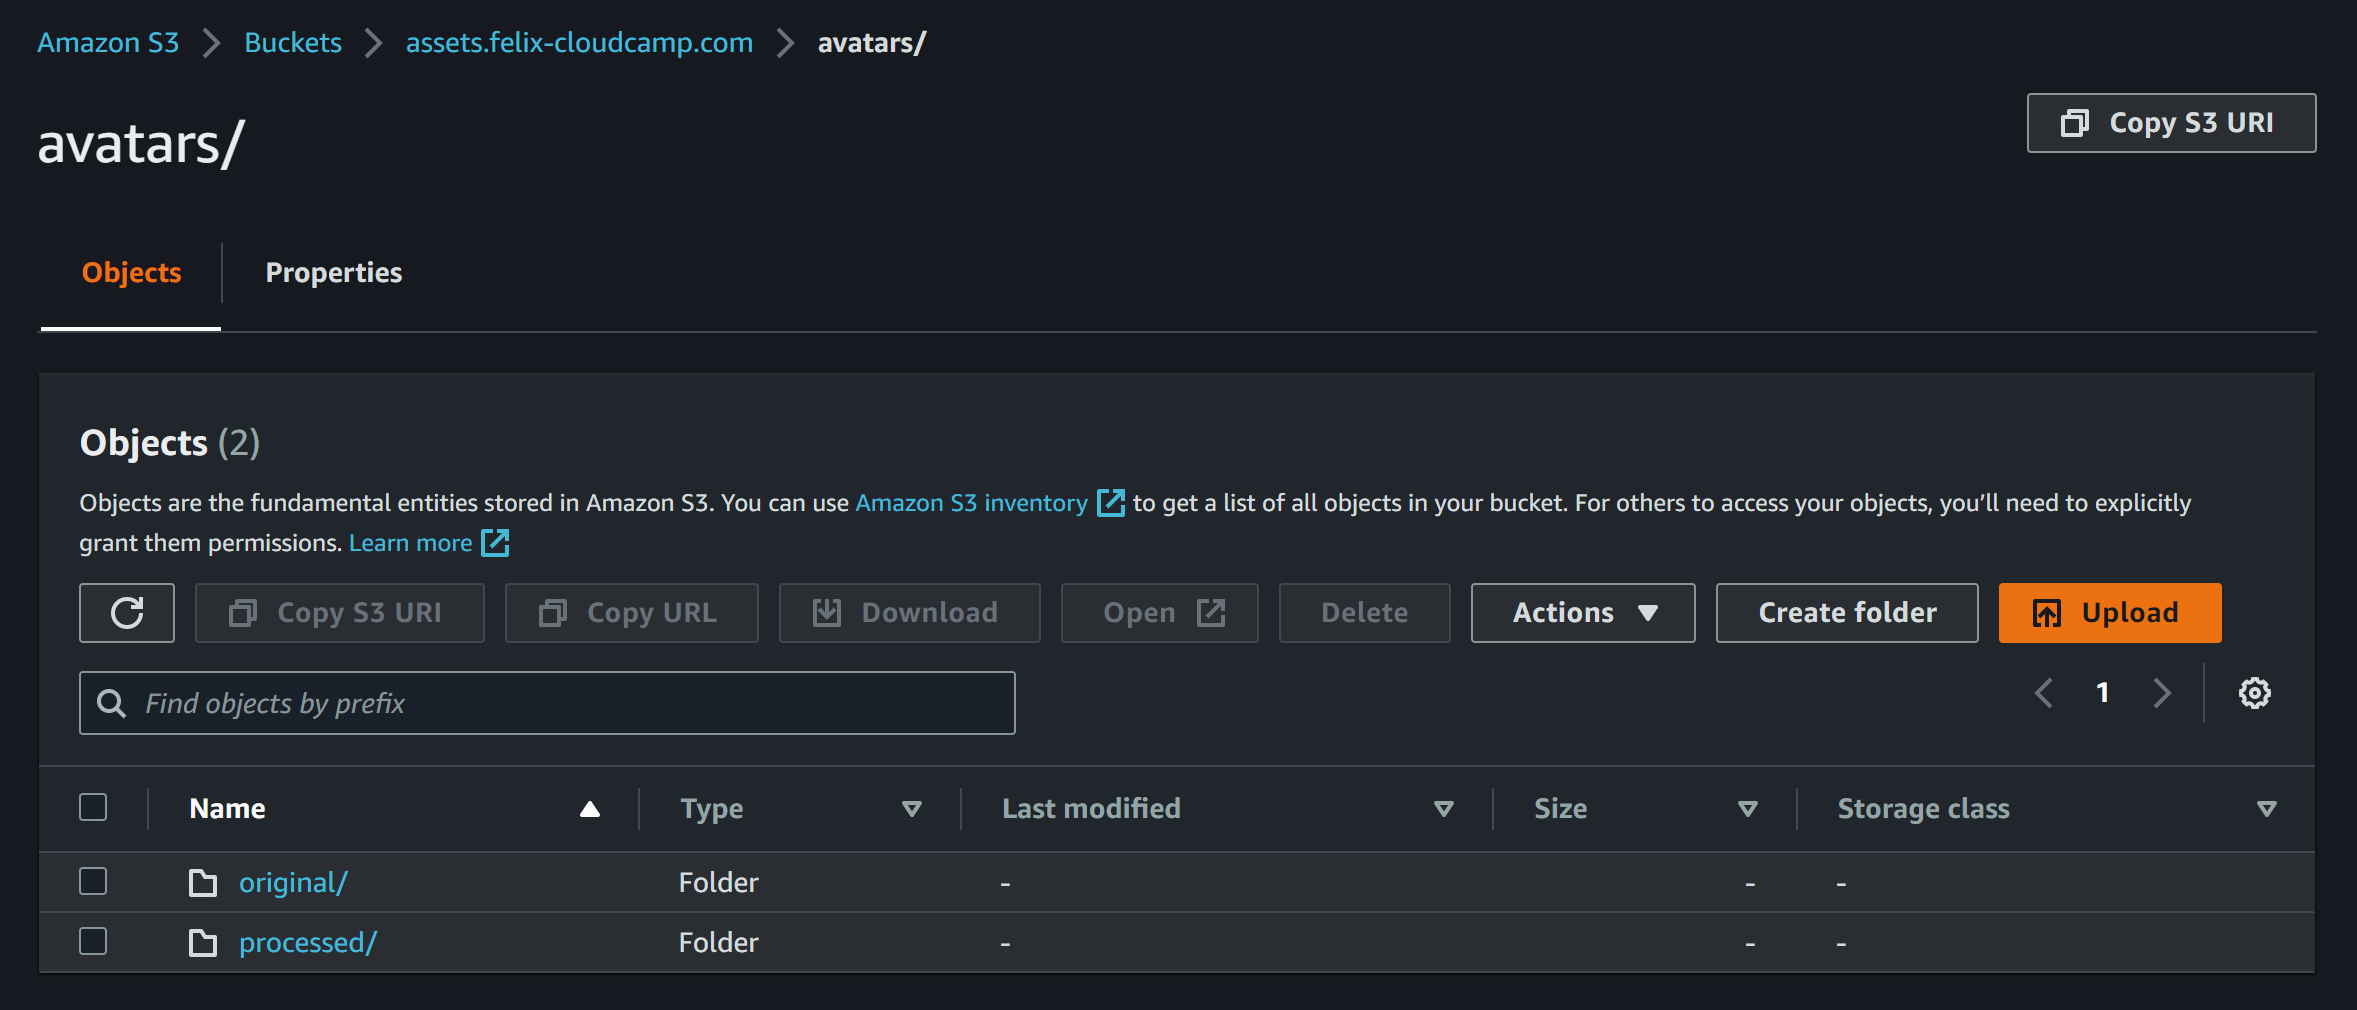 Amazon S3 > Buckets > assets.felix-cloudcamp.com > avatars/
avatars/
Copy S3 URI
Objects
Properties
Objects (2)
Objects are the fundamental entities stored in Amazon S3. You can use Amazon S3 inventory to get a list of all objects in your bucket. For others to access your objects, you’ll need to explicitly
grant them permissions. Learn more
Copy S3 URI Copy URL Download Open Delete Actions Create folder Upload
Find objects by prefix
1
Name Type Last modified Size Storage class
original/ Folder - - -
processed/ Folder - - -